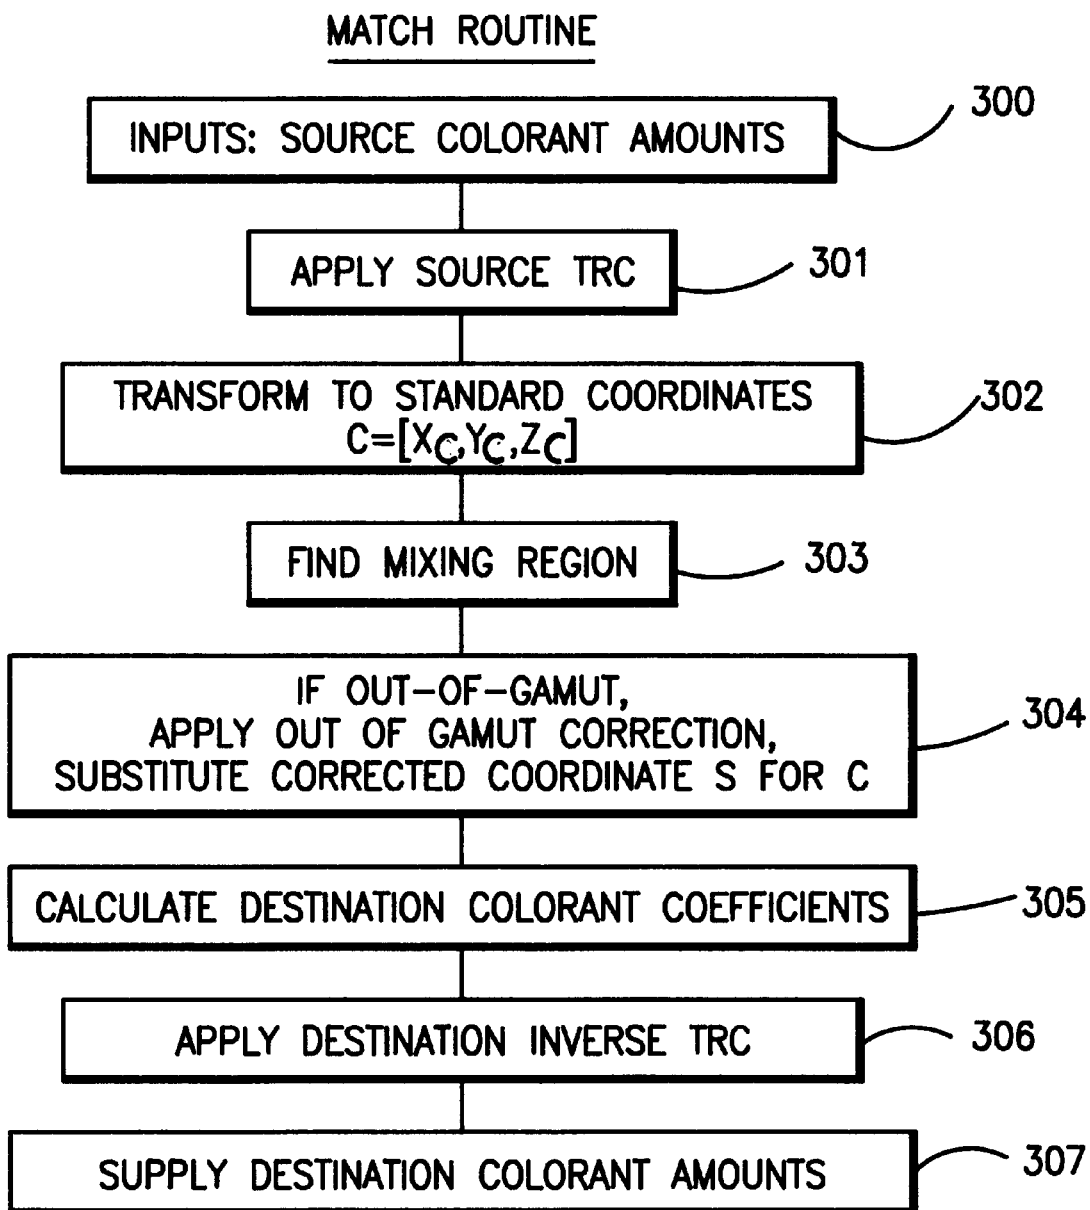 MATCH ROUTINE
INPUTS: SOURCE COLORANT AMOUNTS
300
APPLY SOURCE TRC
301
TRANSFORM TO STANDARD COORDINATES
C=[XC,YC,ZC]
302
FIND MIXING REGION
303
IF OUT-OF-GAMUT,
APPLY OUT OF GAMUT CORRECTION,
SUBSTITUTE CORRECTED COORDINATE S FOR C
304
CALCULATE DESTINATION COLORANT COEFFICIENTS
305
APPLY DESTINATION INVERSE TRC
306
SUPPLY DESTINATION COLORANT AMOUNTS
307